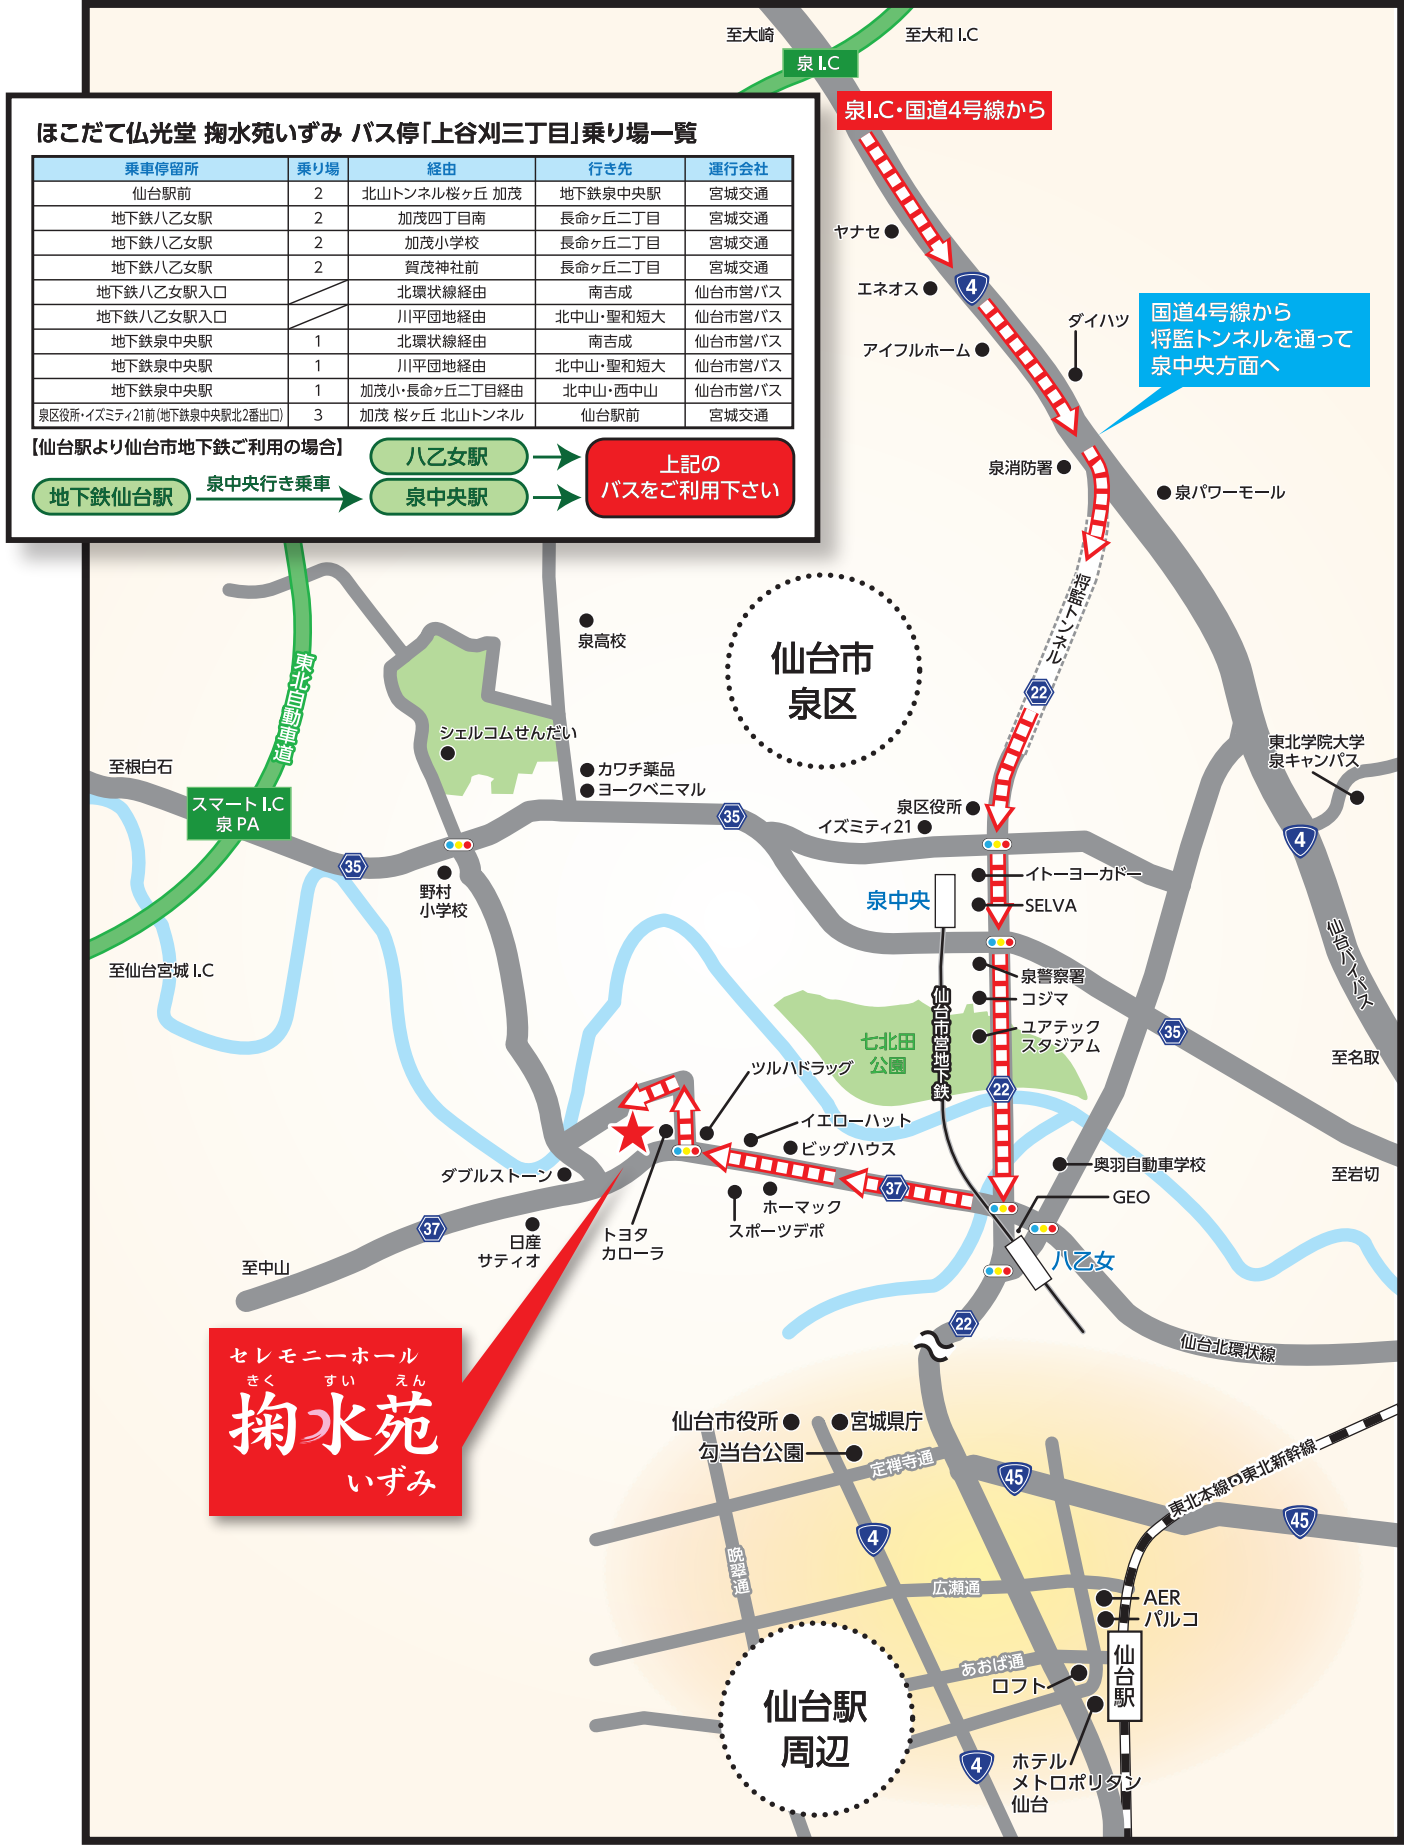 至大崎
至大和 I.C
泉 I.C
泉I.C・国道4号線から
ほこだて仏光堂 掬水苑いずみ バス停「上谷刈三丁目」乗り場一覧
乗車停留所 乗り場 経由 行き先 運行会社
仙台駅前 2 北山トンネル桜ヶ丘 加茂 地下鉄泉中央駅 宮城交通
地下鉄八乙女駅 2 加茂四丁目南 長命ヶ丘二丁目 宮城交通
地下鉄八乙女駅 2 加茂小学校 長命ヶ丘二丁目 宮城交通
地下鉄八乙女駅 2 賀茂神社前 長命ヶ丘二丁目 宮城交通
地下鉄八乙女駅入口 北環状線経由 南吉成 仙台市営バス
地下鉄八乙女駅入口 川平団地経由 北中山・聖和短大 仙台市営バス
地下鉄泉中央駅 1 北環状線経由 南吉成 仙台市営バス
地下鉄泉中央駅 1 川平団地経由 北中山・聖和短大 仙台市営バス
地下鉄泉中央駅 1 加茂小・長命ヶ丘二丁目経由 北中山・西中山 仙台市営バス
泉区役所・イズミティ21前(地下鉄泉中央駅北2番出口) 3 加茂 桜ヶ丘 北山トンネル 仙台駅前 宮城交通
【仙台駅より仙台市地下鉄ご利用の場合】
地下鉄仙台駅
泉中央行き乗車
八乙女駅
泉中央駅
上記の
バスをご利用下さい
ヤナセ
エネオス
4
アイフルホーム
ダイハツ
国道4号線から
将監トンネルを通って
泉中央方面へ
泉消防署
泉パワーモール
将監トンネル
泉高校
仙台市
泉区
22
東北自動車道
シェルコムせんだい
至根白石
カワチ薬品
ヨークベニマル
スマート I.C
泉 PA
35
35
泉区役所
イズミティ21
東北学院大学
泉キャンパス
4
野村
小学校
泉中央
イトーヨーカドー
SELVA
仙台バイパス
至仙台宮城 I.C
泉警察署
コジマ
ユアテック
スタジアム
仙台市営地下鉄
七北田
公園
35
至名取
22
ツルハドラッグ
イエローハット
ビッグハウス
ダブルストーン
37
奥羽自動車学校
GEO
至岩切
ホーマック
スポーツデポ
トヨタ
カローラ
37
日産
サティオ
至中山
八乙女
22
仙台北環状線
セレモニーホール
きく すい えん
掬水苑
いずみ
仙台市役所
宮城県庁
勾当台公園
定禅寺通
45
東北本線
東北新幹線
45
4
晩翠通
広瀬通
AER
パルコ
あおば通
ロフト
仙台駅
仙台駅
周辺
4
ホテル
メトロポリタン
仙台